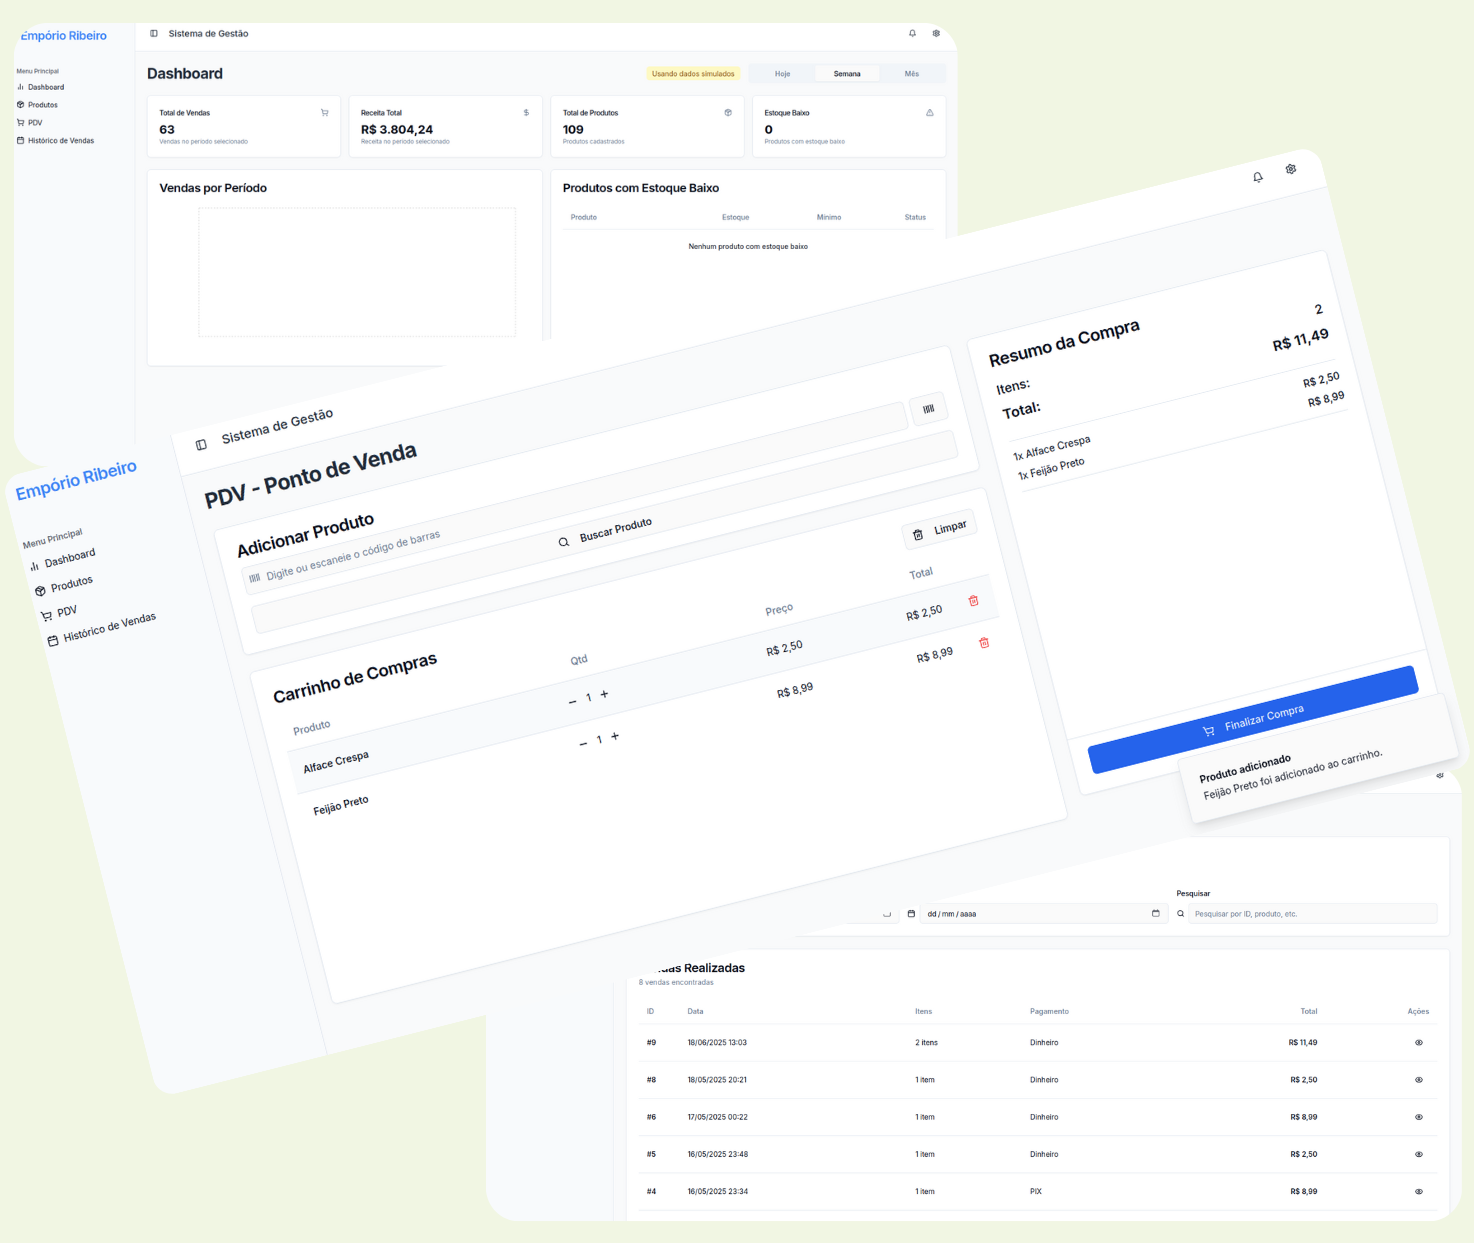 Empório Ribeiro
Sistema de Gestão
Menu Principal
Dashboard
Produtos
PDV
Histórico de Vendas
Dashboard
Usando dados simulados
Hoje
Semana
Mês
Total de Vendas
63
Vendas no período selecionado
Receita Total
R$ 3.804,24
Receita no período selecionado
Total de Produtos
109
Produtos cadastrados
Estoque Baixo
0
Produtos com estoque baixo
Vendas por Período
Produtos com Estoque Baixo
Produto Estoque Mínimo Status
Nenhum produto com estoque baixo
Empório Ribeiro
Menu Principal
Dashboard
Produtos
PDV
Histórico de Vendas
Sistema de Gestão
PDV - Ponto de Venda
Adicionar Produto
Digite ou escaneie o código de barras
Buscar Produto
Carrinho de Compras
Limpar
Produto Qtd Preço Total
Alface Crespa 1 R$ 2,50 R$ 2,50
Feijão Preto 1 R$ 8,99 R$ 8,99
Resumo da Compra
Itens: 2
Total: R$ 11,49
1x Alface Crespa R$ 2,50
1x Feijão Preto R$ 8,99
Finalizar Compra
Produto adicionado
Feijão Preto foi adicionado ao carrinho.
Pesquisar
dd / mm / aaaa
Pesquisar por ID, produto, etc.
Realizadas
8 vendas encontradas
ID Data Itens Pagamento Total Ações
#9 18/06/2025 13:03 2 itens Dinheiro R$ 11,49
#8 18/05/2025 20:21 1 item Dinheiro R$ 2,50
#6 17/05/2025 00:22 1 item Dinheiro R$ 8,99
#5 16/05/2025 23:48 1 item Dinheiro R$ 2,50
#4 16/05/2025 23:34 1 item PIX R$ 8,99